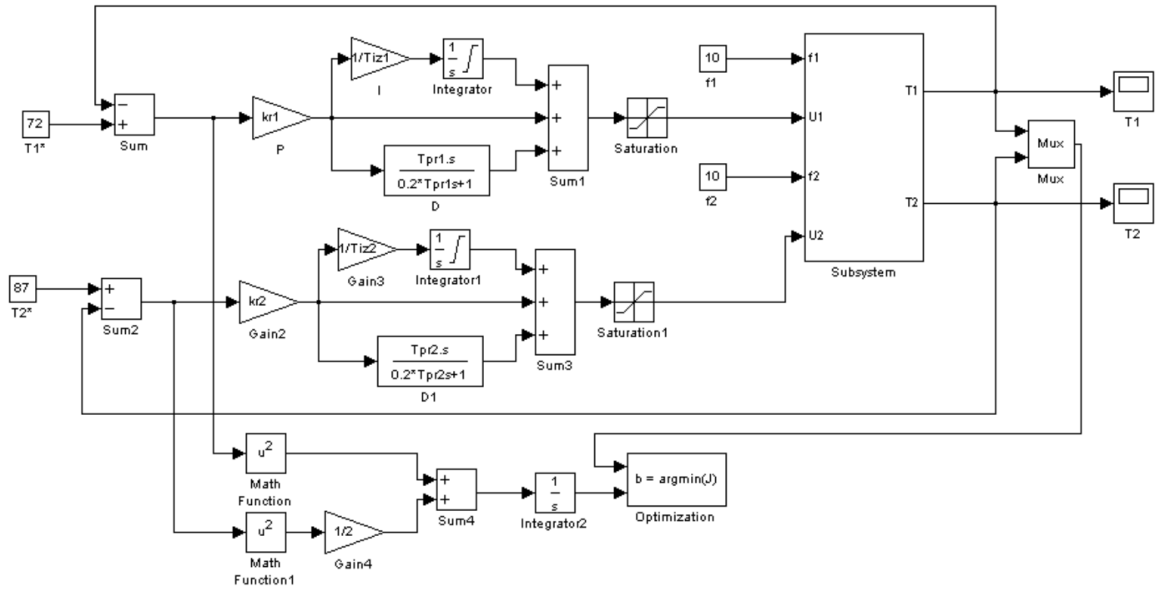 72
T1*
−
+
Sum
kr1
P
1/Tiz1
I
1
s
Integrator
Tpr1.s
0.2*Tpr1s+1
D
+
+
+
Sum1
Saturation
10
f1
10
f2
f1
U1
f2
U2
T1
T2
Subsystem
T1
Mux
Mux
T2
87
T2*
+
−
Sum2
kr2
Gain2
1/Tiz2
Gain3
1
s
Integrator1
Tpr2.s
0.2*Tpr2s+1
D1
+
+
+
Sum3
Saturation1
u²
Math
Function
u²
Math
Function1
1/2
Gain4
+
+
Sum4
1
s
Integrator2
b = argmin(J)
Optimization